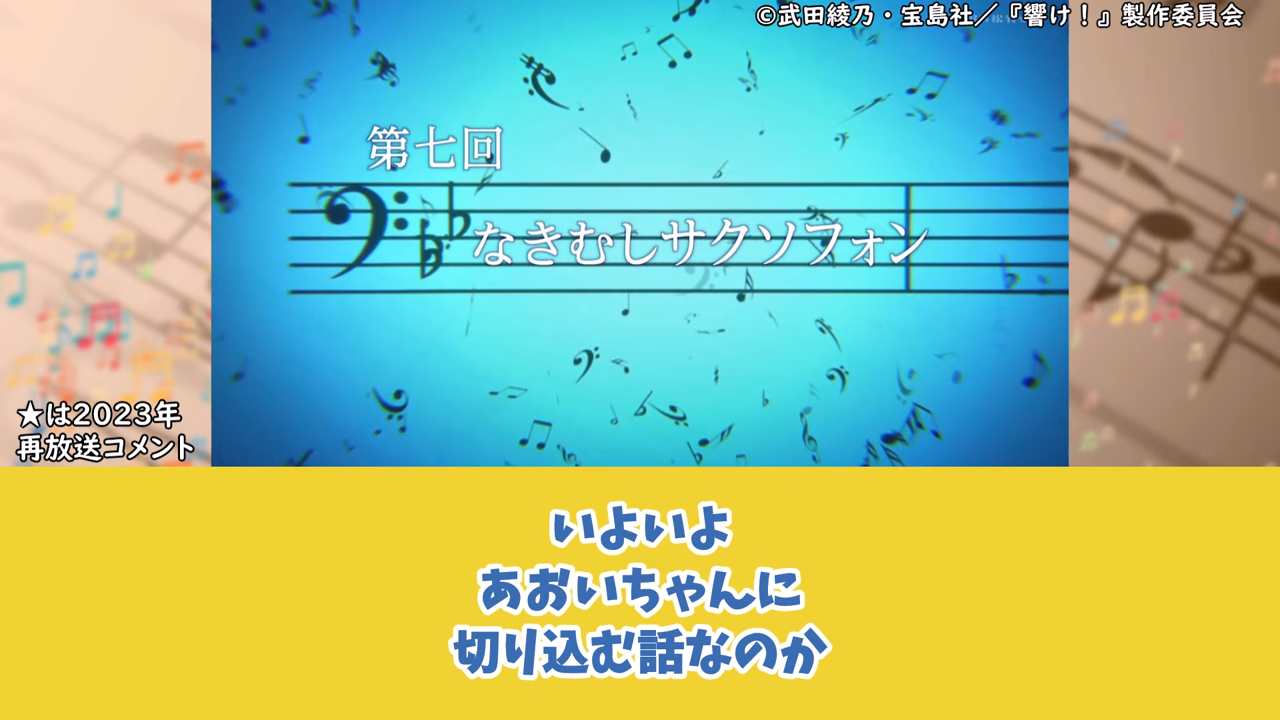 ©武田綾乃・宝島社／『響け！』製作委員会
第七回
なきむしサクソフォン
★は2023年
再放送コメント
いよいよ
あおいちゃんに
切り込む話なのか